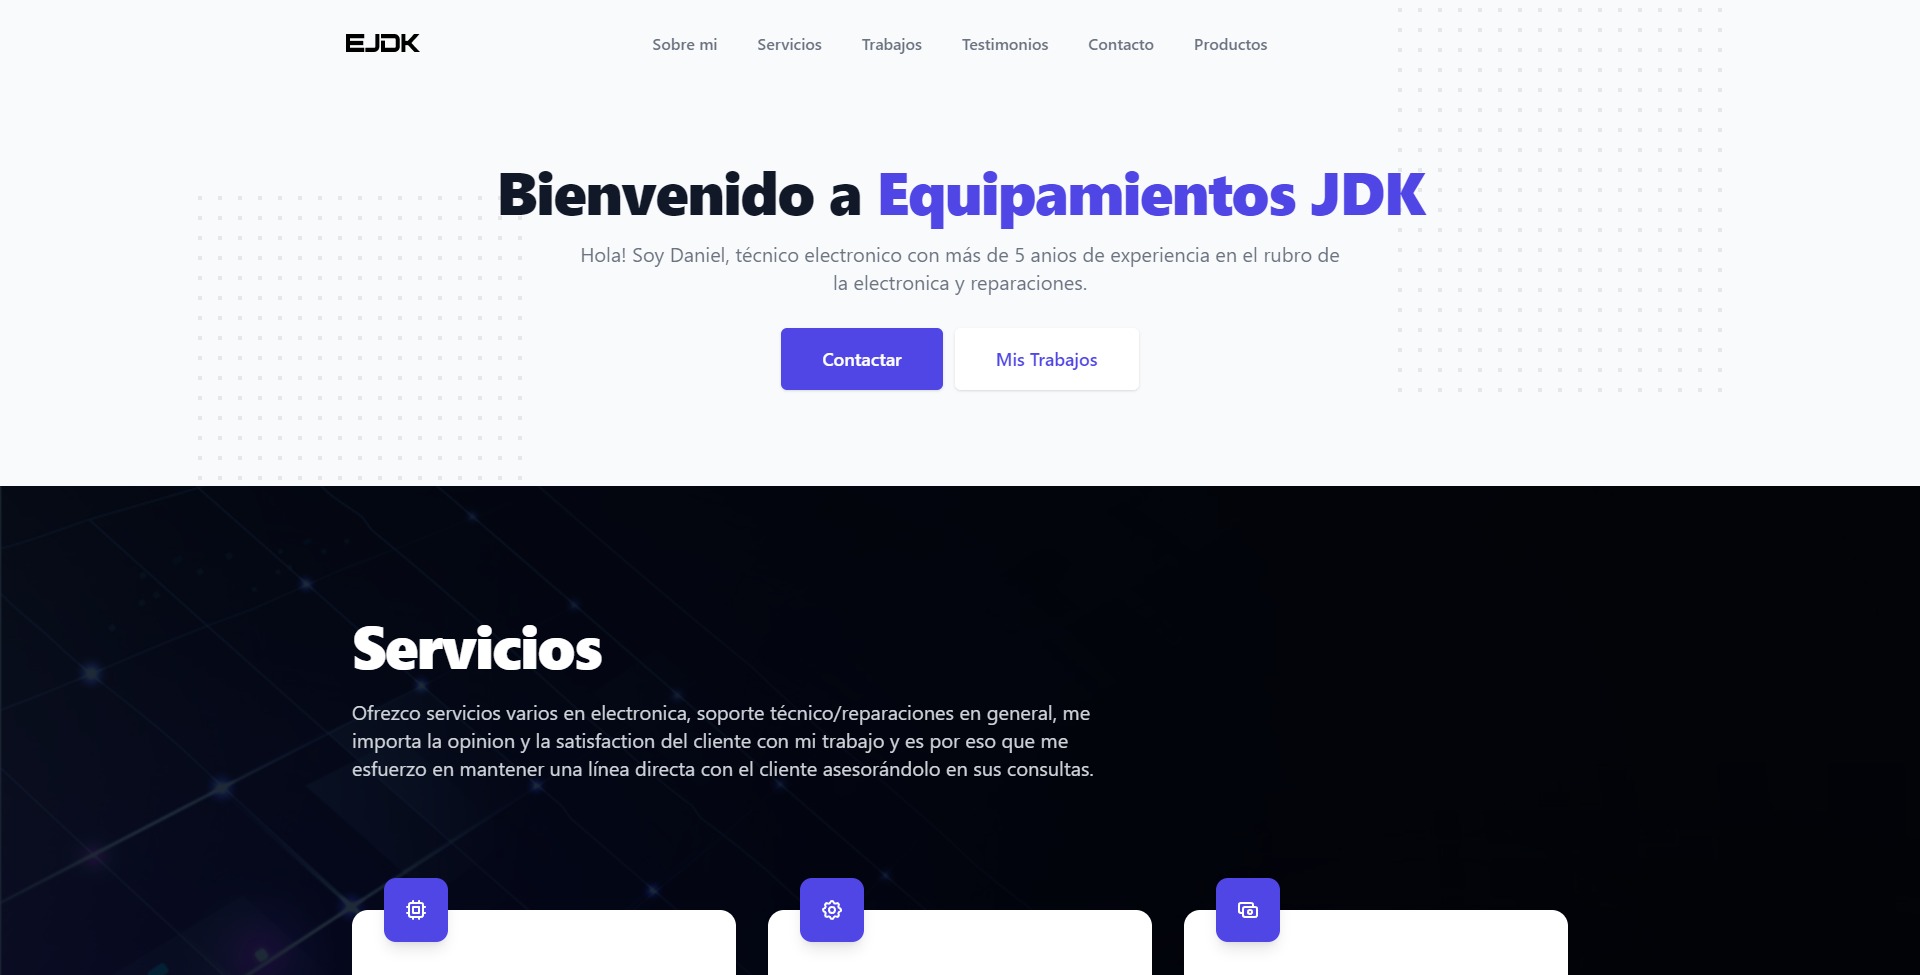 EJDK
Sobre mi Servicios Trabajos Testimonios Contacto Productos
Bienvenido a Equipamientos JDK
Hola! Soy Daniel, técnico electronico con más de 5 anios de experiencia en el rubro de
la electronica y reparaciones.
Contactar Mis Trabajos
Servicios
Ofrezco servicios varios en electronica, soporte técnico/reparaciones en general, me
importa la opinion y la satisfaction del cliente con mi trabajo y es por eso que me
esfuerzo en mantener una línea directa con el cliente asesorándolo en sus consultas.